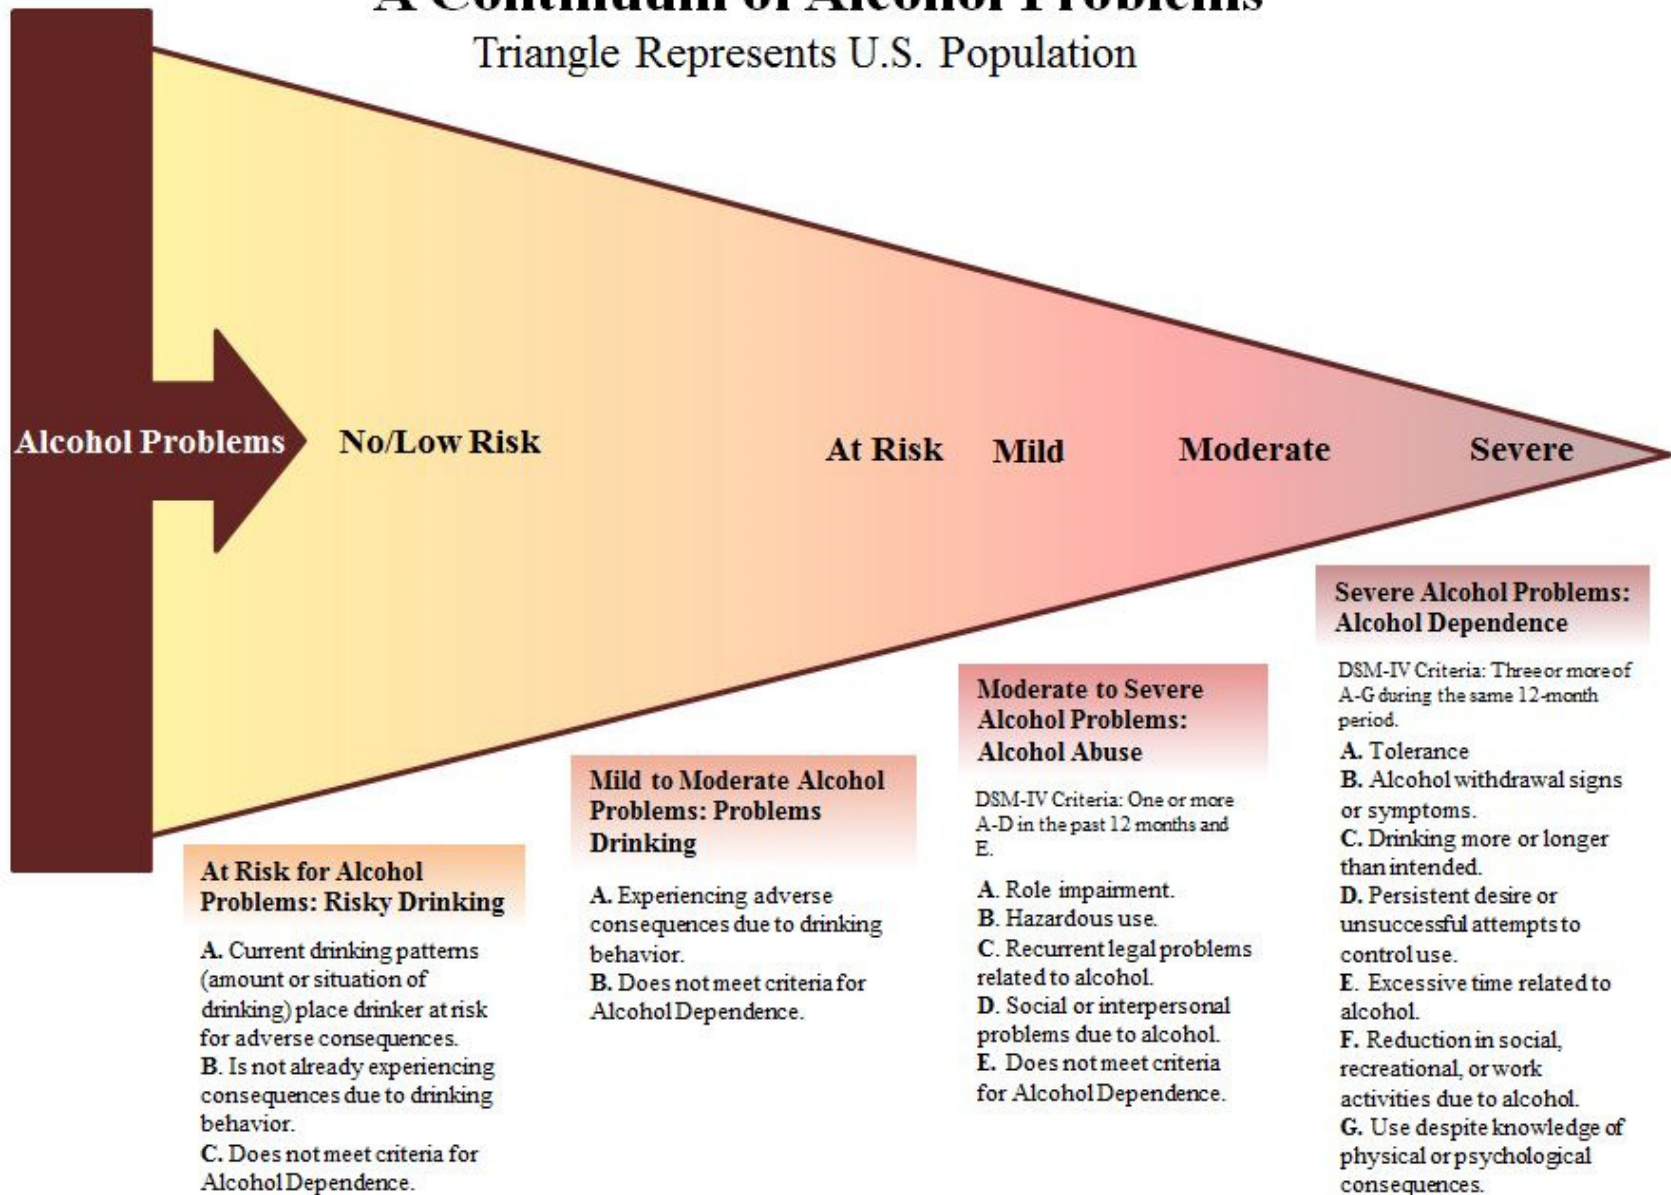 A Continuum of Alcohol Problems
Triangle Represents U.S. Population
Alcohol Problems
No/Low Risk
At Risk
Mild
Moderate
Severe
At Risk for Alcohol
Problems: Risky Drinking
A. Current drinking patterns
(amount or situation of
drinking) place drinker at risk
for adverse consequences.
B. Is not already experiencing
consequences due to drinking
behavior.
C. Does not meet criteria for
Alcohol Dependence.
Mild to Moderate Alcohol
Problems: Problems
Drinking
A. Experiencing adverse
consequences due to drinking
behavior.
B. Does not meet criteria for
Alcohol Dependence.
Moderate to Severe
Alcohol Problems:
Alcohol Abuse
DSM-IV Criteria: One or more
A-D in the past 12 months and
E.
A. Role impairment.
B. Hazardous use.
C. Recurrent legal problems
related to alcohol.
D. Social or interpersonal
problems due to alcohol.
E. Does not meet criteria
for Alcohol Dependence.
Severe Alcohol Problems:
Alcohol Dependence
DSM-IV Criteria: Three or more of
A-G during the same 12-month
period.
A. Tolerance
B. Alcohol withdrawal signs
or symptoms.
C. Drinking more or longer
than intended.
D. Persistent desire or
unsuccessful attempts to
control use.
E. Excessive time related to
alcohol.
F. Reduction in social,
recreational, or work
activities due to alcohol.
G. Use despite knowledge of
physical or psychological
consequences.